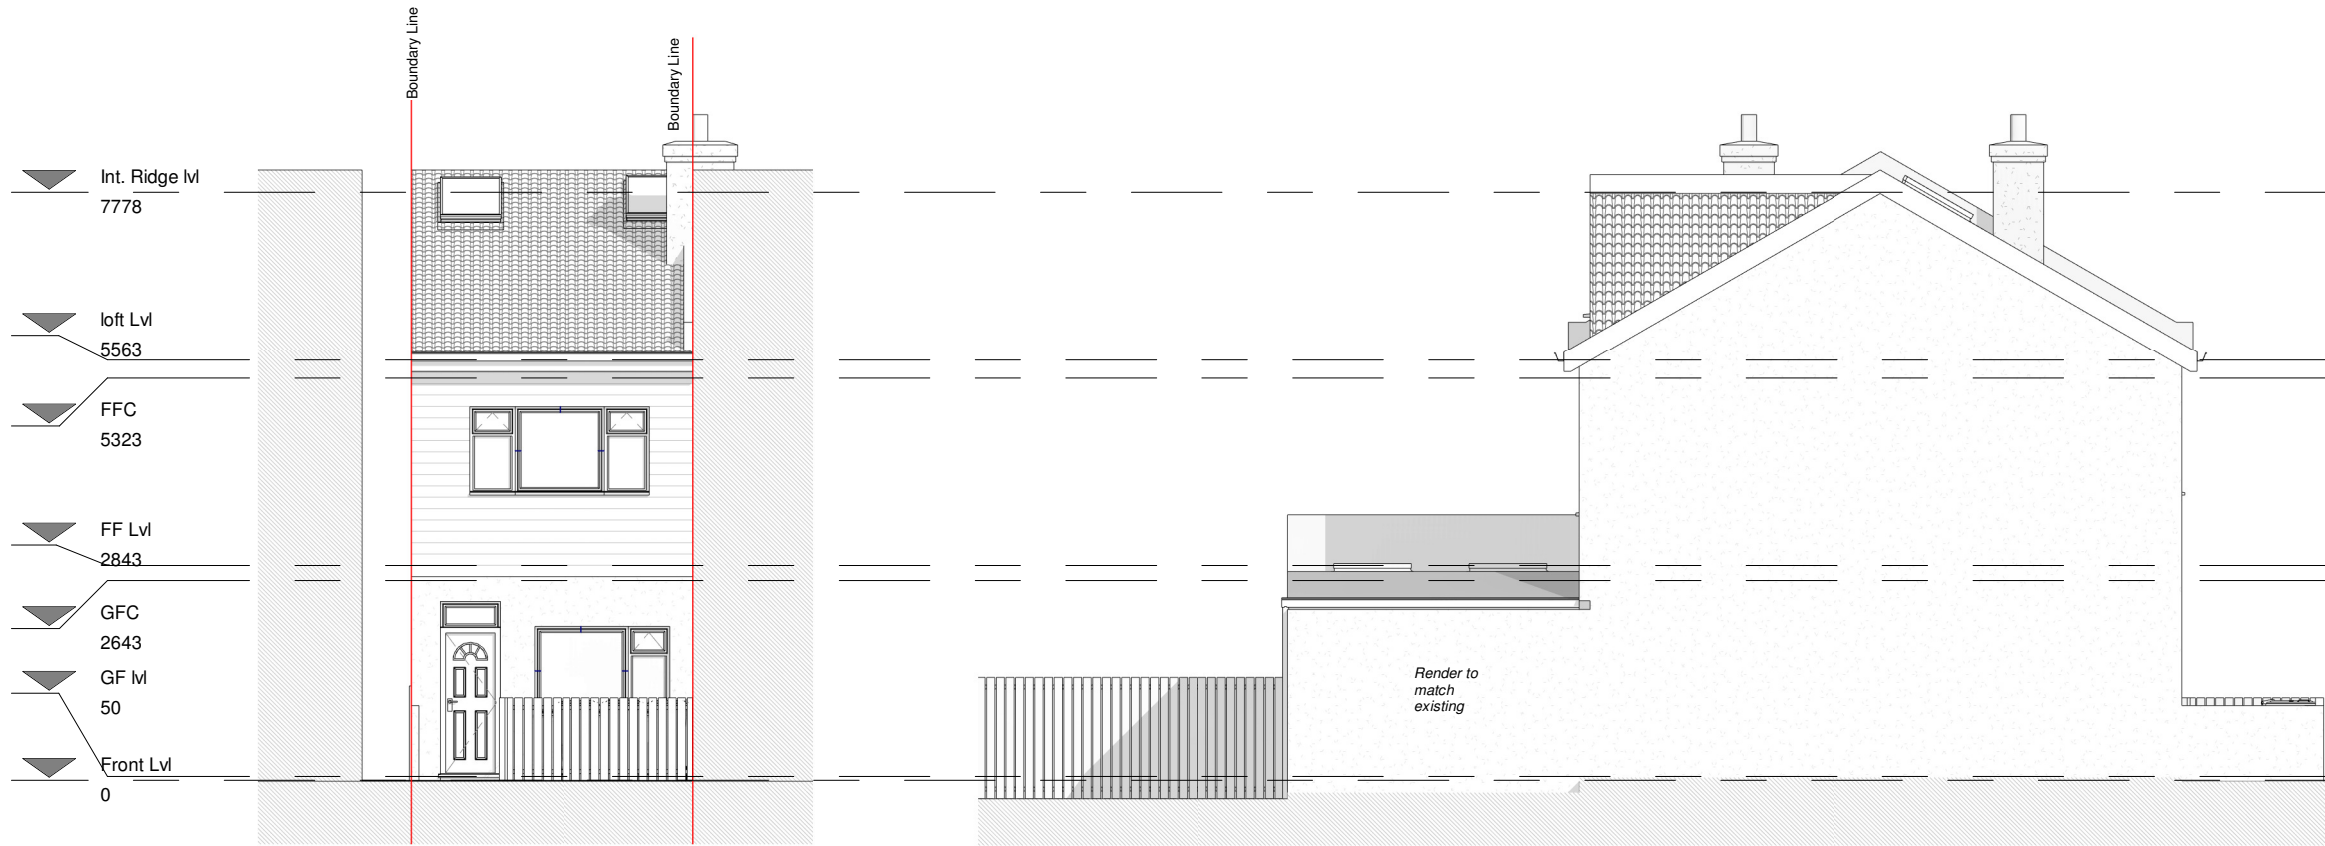 Boundary Line
Boundary Line
Int. Ridge lvl
7778
loft Lvl
5563
FFC
5323
FF Lvl
2843
GFC
2643
GF lvl
50
Front Lvl
0
Render to
match
existing